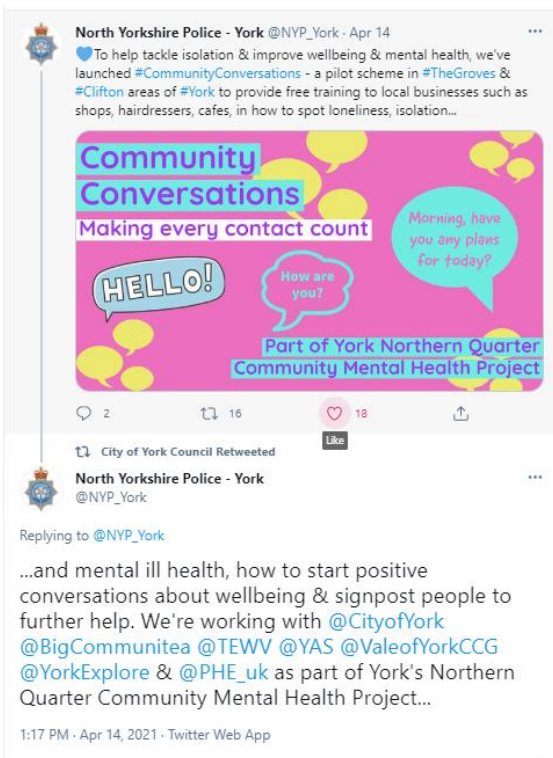 North Yorkshire Police - York @NYP_York · Apr 14
💙To help tackle isolation & improve wellbeing & mental health, we've
launched #CommunityConversations - a pilot scheme in #TheGroves &
#Clifton areas of #York to provide free training to local businesses such as
shops, hairdressers, cafes, in how to spot loneliness, isolation...
Community
Conversations
Making every contact count
HELLO!
How are
you?
Morning, have
you any plans
for today?
Part of York Northern Quarter
Community Mental Health Project
2 16 18
Like
City of York Council Retweeted
North Yorkshire Police - York
@NYP_York
Replying to @NYP_York
...and mental ill health, how to start positive
conversations about wellbeing & signpost people to
further help. We're working with @CityofYork
@BigCommunitea @TEWV @YAS @ValeofYorkCCG
@YorkExplore & @PHE_uk as part of York's Northern
Quarter Community Mental Health Project...
1:17 PM · Apr 14, 2021 · Twitter Web App